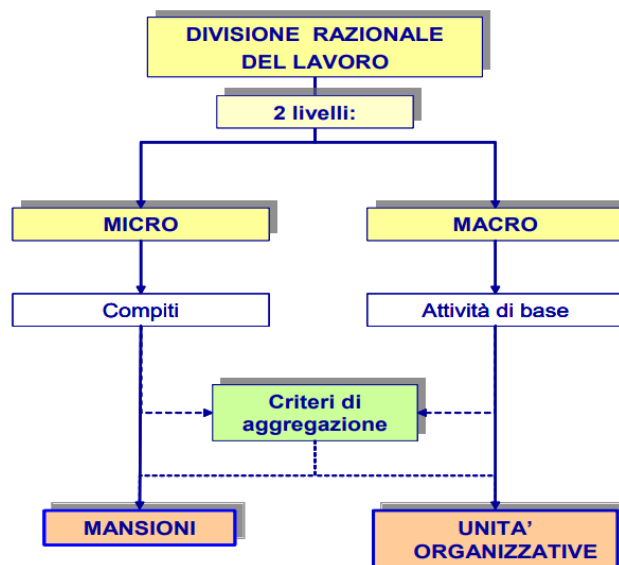 DIVISIONE RAZIONALE
DEL LAVORO
2 livelli:
MICRO
MACRO
Compiti
Attività di base
Criteri di
aggregazione
MANSIONI
UNITA’
ORGANIZZATIVE